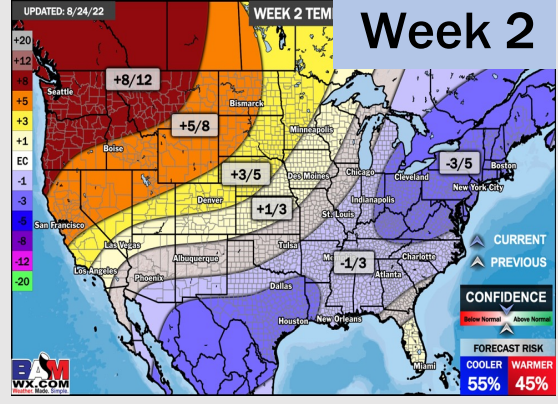 UPDATED: 8/24/22
WEEK 2 TEM
Week 2
+20
+12
+8
+5
+3
+1
EC
-1
-3
-5
-8
-12
-20
+8/12
+5/8
+3/5
+1/3
-1/3
-3/5
Seattle
Boise
Bismarck
Minneapolis
Des Moines
Chicago
Cleveland
Boston
New York City
Indianapolis
Denver
St. Louis
San Francisco
Las Vegas
Los Angeles
Albuquerque
Phoenix
Tulsa
Me
Charlotte
Atlanta
Dallas
Houston
New Orleans
Miami
CURRENT
PREVIOUS
CONFIDENCE
Below Normal
Above Normal
FORECAST RISK
COOLER
WARMER
55%
45%
BAM
WX.COM
Weather. Made. Simple.